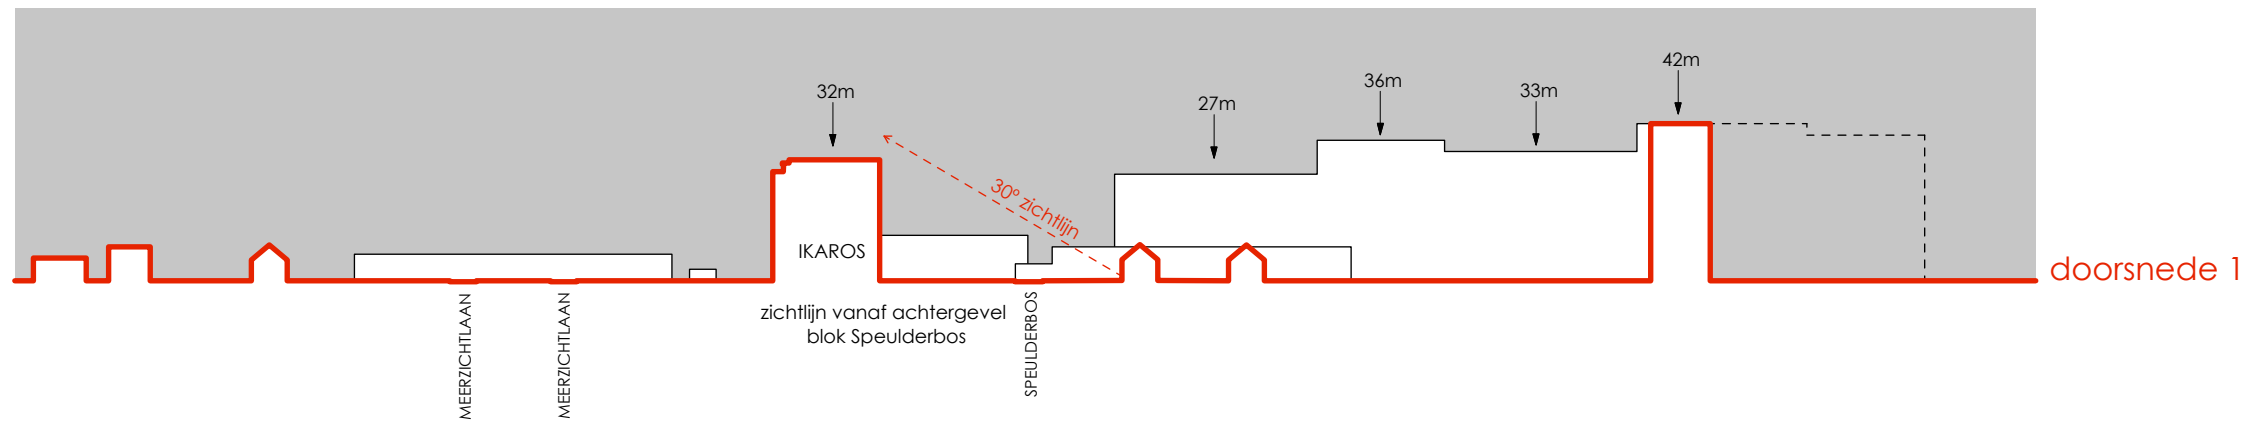 42m
36m
32m
33m
27m
30° zichtlijn
IKAROS
doorsnede 1
zichtlijn vanaf achtergevel
blok Speulderbos
MEERZICHTLAAN
MEERZICHTLAAN
SPEULDERBOS